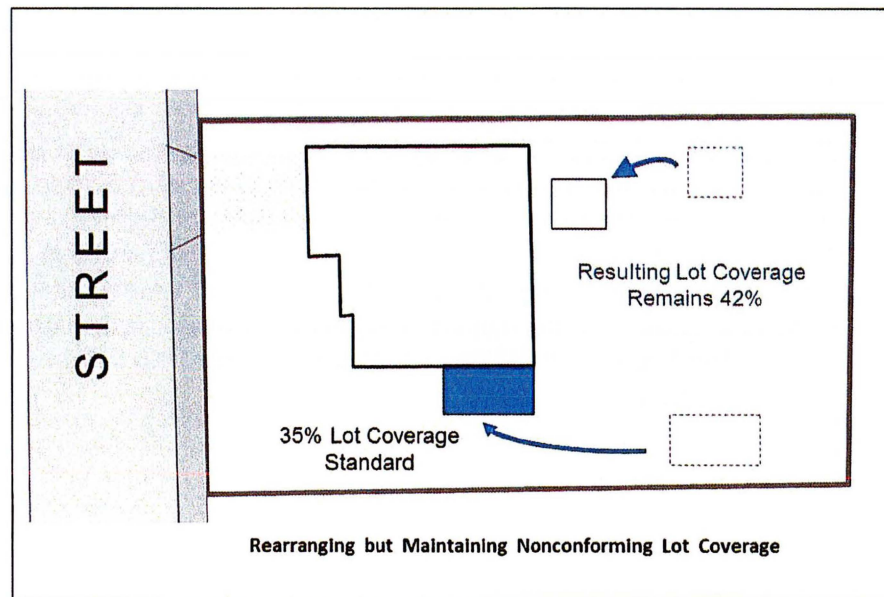 STREET
Resulting Lot Coverage
Remains 42%
35% Lot Coverage
Standard
Rearranging but Maintaining Nonconforming Lot Coverage